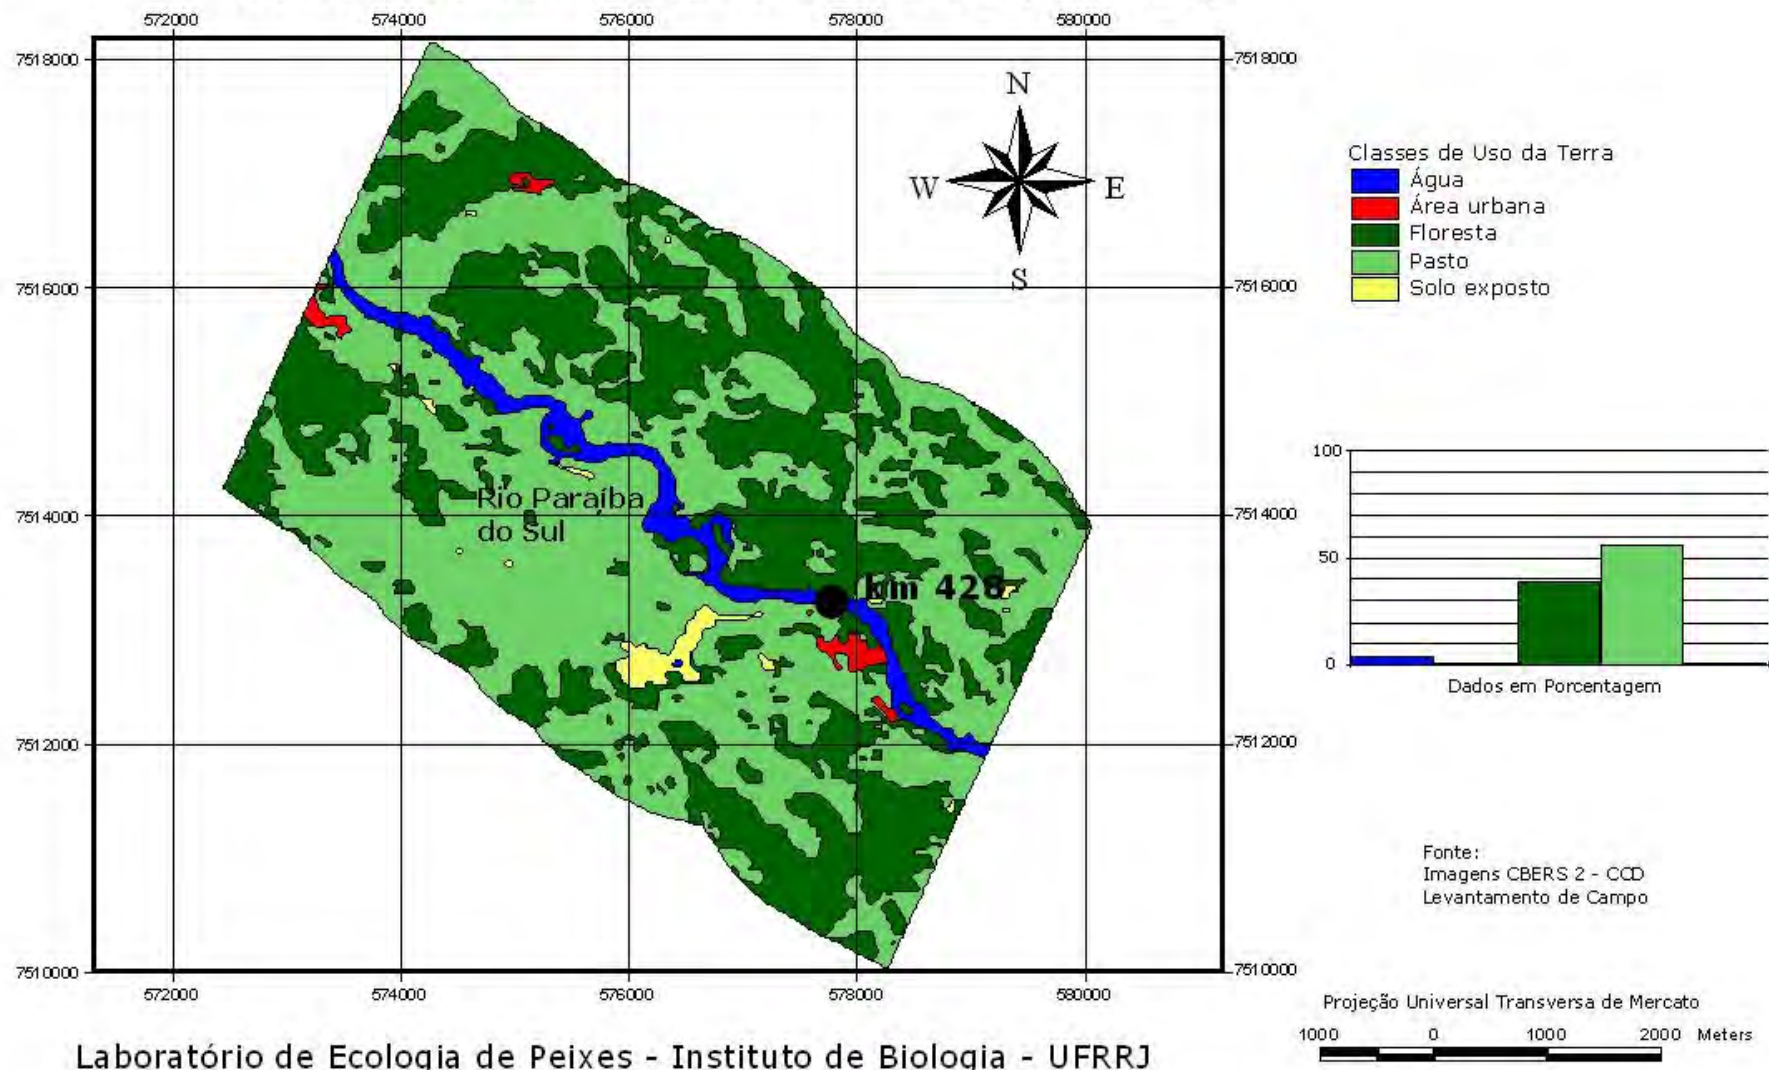 572000 574000 576000 578000 580000
7518000 7518000
N
W E
S
Classes de Uso da Terra
Água
Área urbana
Floresta
Pasto
Solo exposto
7516000 7516000
100
50
0
Dados em Porcentagem
Rio Paraíba
do Sul
7514000 7514000
km 428
7512000 7512000
Fonte:
Imagens CBERS 2 - CCD
Levantamento de Campo
7510000 7510000
572000 574000 576000 578000 580000
Projeção Universal Transversa de Mercato
1000 0 1000 2000 Meters
Laboratório de Ecologia de Peixes - Instituto de Biologia - UFRRJ